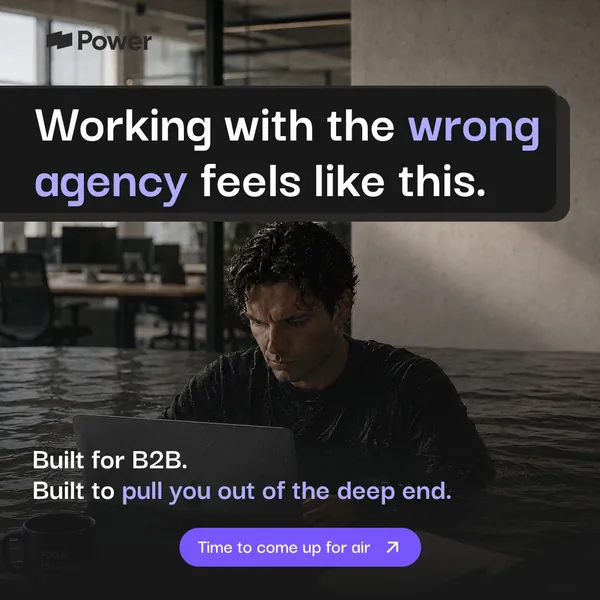 Power
Working with the wrong
agency feels like this.
Built for B2B.
Built to pull you out of the deep end.
Time to come up for air